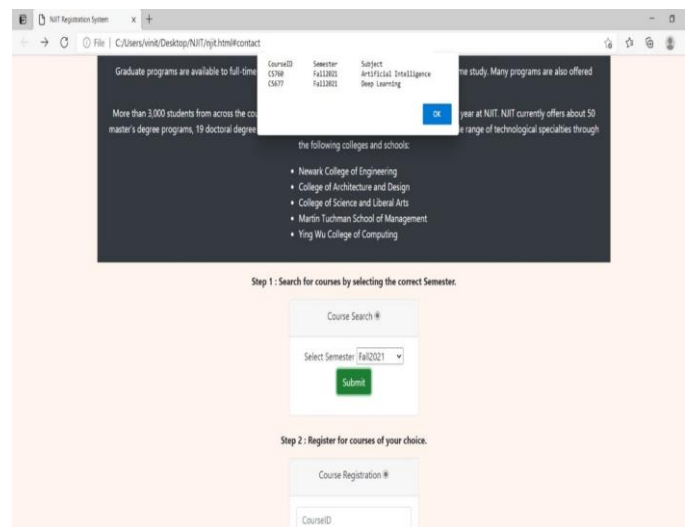 NJIT Registration System
File | C:/Users/vinit/Desktop/NJIT/njit.html#contact
CourseID Semester Subject
CS760 Fall2021 Artificial Intelligence
CS677 Fall2021 Deep Learning
OK
Graduate programs are available to full-time me study. Many programs are also offered
More than 3,000 students from across the cou year at NJIT. NJIT currently offers about 50
master's degree programs, 19 doctoral degree e range of technological specialties through
the following colleges and schools:
• Newark College of Engineering
• College of Architecture and Design
• College of Science and Liberal Arts
• Martin Tuchman School of Management
• Ying Wu College of Computing
Step 1 : Search for courses by selecting the correct Semester.
Course Search
Select Semester Fall2021
Submit
Step 2 : Register for courses of your choice.
Course Registration
CourseID